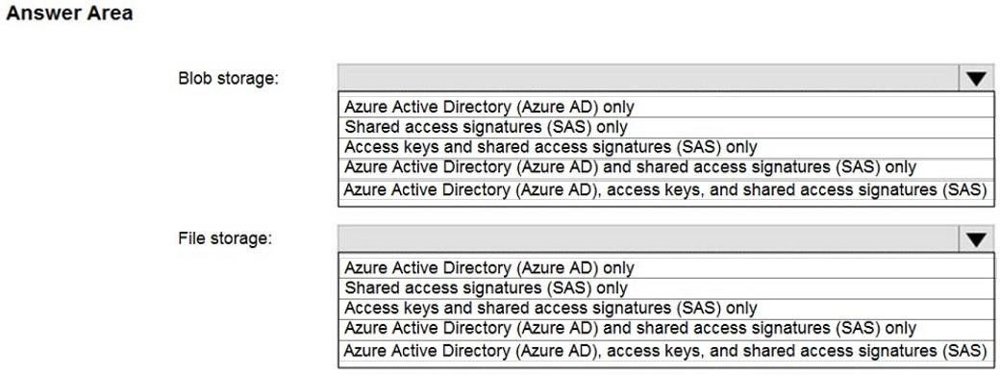 Answer Area
Blob storage:
Azure Active Directory (Azure AD) only
Shared access signatures (SAS) only
Access keys and shared access signatures (SAS) only
Azure Active Directory (Azure AD) and shared access signatures (SAS) only
Azure Active Directory (Azure AD), access keys, and shared access signatures (SAS)
File storage:
Azure Active Directory (Azure AD) only
Shared access signatures (SAS) only
Access keys and shared access signatures (SAS) only
Azure Active Directory (Azure AD) and shared access signatures (SAS) only
Azure Active Directory (Azure AD), access keys, and shared access signatures (SAS)